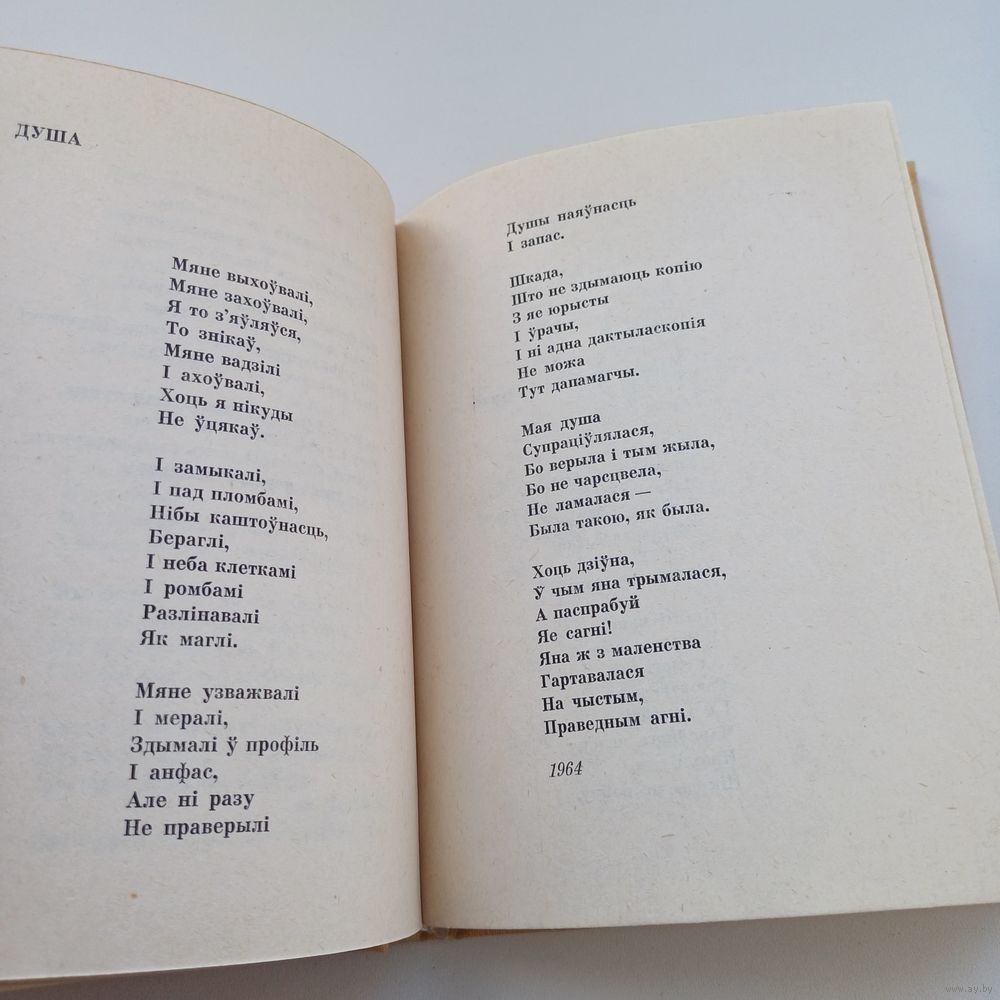 ДУША
Мяне выхоўвалі,
Мяне захоўвалі,
Я то з'яўляўся,
То знікаў,
Мяне вадзілі
І ахоўвалі,
Хоць я нікуды
Не ўцякаў.
І замыкалі,
І пад пломбамі,
Нібы каштоўнасць,
Бераглі,
І неба клеткамі
І ромбамі
Разлінавалі
Як маглі.
Мяне узважвалі
І мералі,
Здымалі ў профіль
І анфас,
Але ні разу
Не праверылі
Душы наяўнасць
І запас.
Шкада,
Што не здымаюць копію
З яе юрысты
І ўрачы,
І ні адна дактыласкопія
Не можа
Тут дапамагчы.
Мая душа
Супраціўлялася,
Бо верыла і тым жыла,
Бо не чарсцвела,
Не ламалася —
Была такою, як была.
Хоць дзіўна,
Ў чым яна трымалася,
А паспрабуй
Яе сагні!
Яна ж з маленства
Гартавалася
На чыстым,
Праведным агні.
1964
www.ay.by